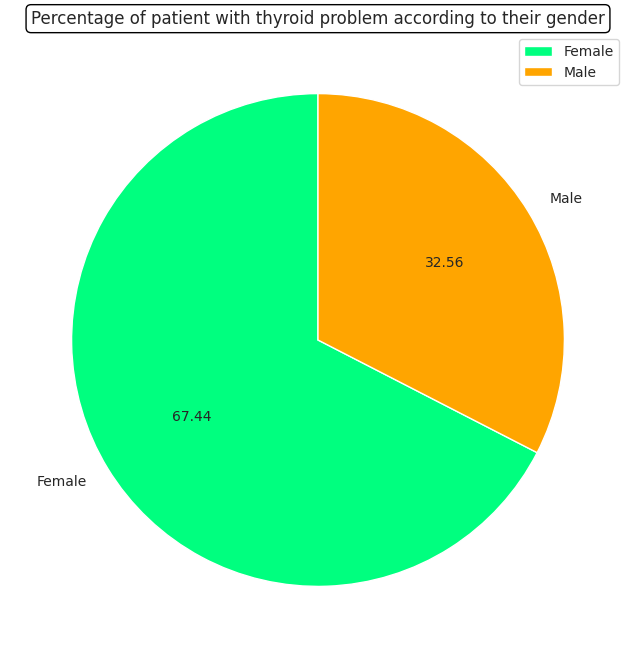 Percentage of patient with thyroid problem according to their gender
Female
Male
Male
32.56
67.44
Female